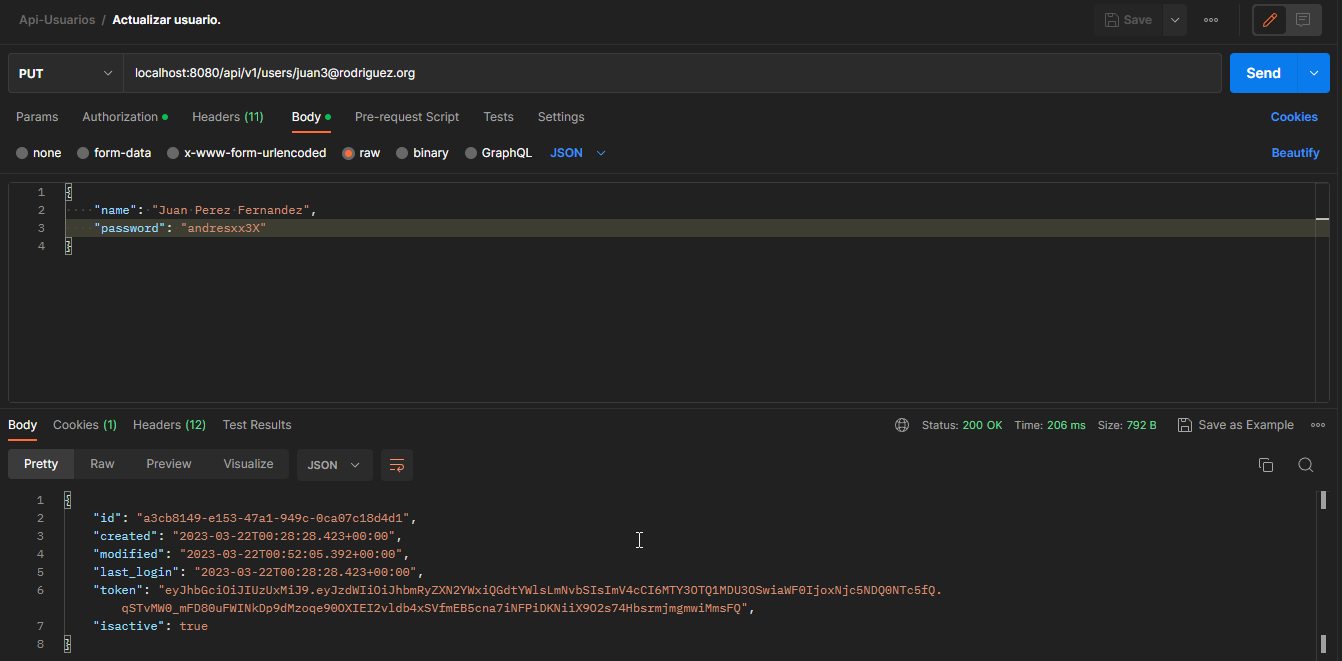 Api-Usuarios / Actualizar usuario.
Save
PUT localhost:8080/api/v1/users/juan3@rodriguez.org Send
Params Authorization Headers (11) Body Pre-request Script Tests Settings Cookies
none form-data x-www-form-urlencoded raw binary GraphQL JSON Beautify
1 {
2 "name": "Juan Perez Fernandez",
3 "password": "andresxx3X"
4 }
Body Cookies (1) Headers (12) Test Results Status: 200 OK Time: 206 ms Size: 792 B Save as Example
Pretty Raw Preview Visualize JSON
1 {
2 "id": "a3cb8149-e153-47a1-949c-0ca07c18d4d1",
3 "created": "2023-03-22T00:28:28.423+00:00",
4 "modified": "2023-03-22T00:52:05.392+00:00",
5 "last_login": "2023-03-22T00:28:28.423+00:00",
6 "token": "eyJhbGciOiJIUzUxMiJ9.eyJzdWIiOiJhbmRyZXN2YWxiQGdtYWlsLmNvbSIsImV4cCI6MTY3OTQ1MDU3OSwiaWF0IjoxNjc5NDQ0NTc5fQ.
qSTvMW0_mFD80uFWINkDp9dMzoqe90OXIEI2vldb4xSVfmEB5cna7iNFPiDKNiiX9O2s74HbsrmjmgmwiMmsFQ",
7 "isactive": true
8 }